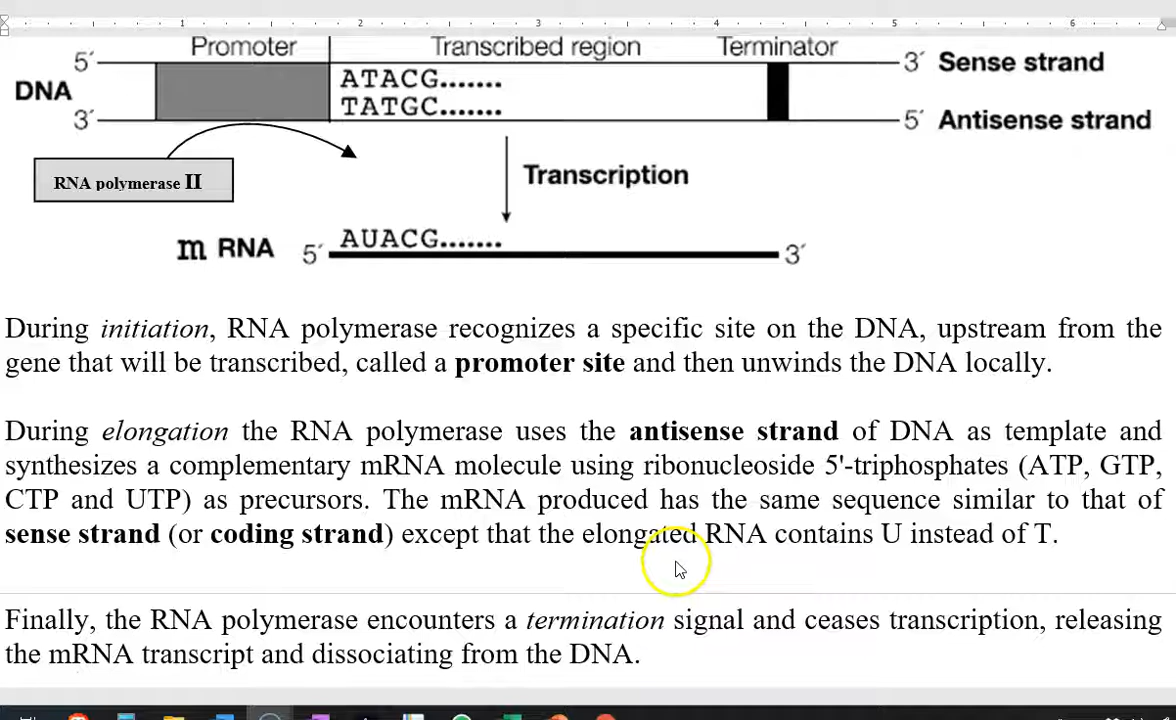 1 2 3 4 5 6
Promoter Transcribed region Terminator
5´ 3´ Sense strand
DNA ATACG.......
TATGC.......
3´ 5´ Antisense strand
RNA polymerase II Transcription
m RNA 5´ AUACG....... 3´
During initiation, RNA polymerase recognizes a specific site on the DNA, upstream from the
gene that will be transcribed, called a promoter site and then unwinds the DNA locally.
During elongation the RNA polymerase uses the antisense strand of DNA as template and
synthesizes a complementary mRNA molecule using ribonucleoside 5'-triphosphates (ATP, GTP,
CTP and UTP) as precursors. The mRNA produced has the same sequence similar to that of
sense strand (or coding strand) except that the elongated RNA contains U instead of T.
Finally, the RNA polymerase encounters a termination signal and ceases transcription, releasing
the mRNA transcript and dissociating from the DNA.